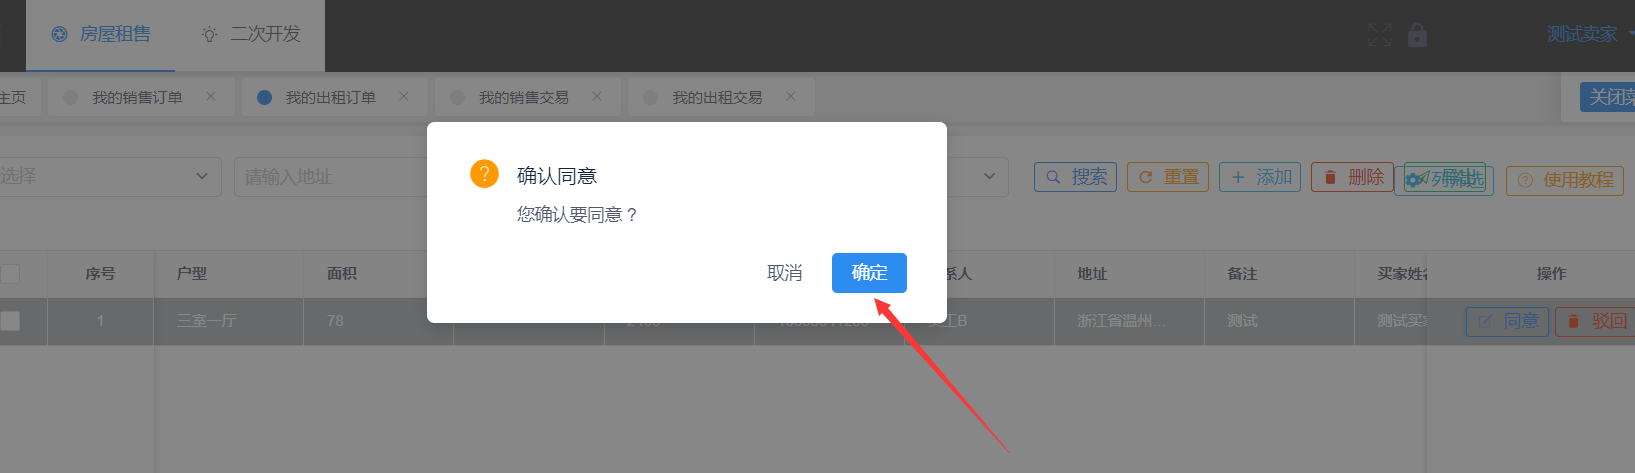 房屋租售 二次开发 测试卖家
主页 我的销售订单 我的出租订单 我的销售交易 我的出租交易 关闭菜
确认同意
选择 请输入地址 搜索 重置 添加 删除 导出 列筛选 使用教程
您确认要同意？
取消 确定
序号 户型 面积 系人 地址 备注 买家姓名 操作
1 三室一厅 78 浙江省温州... 测试 测试买家 同意 驳回